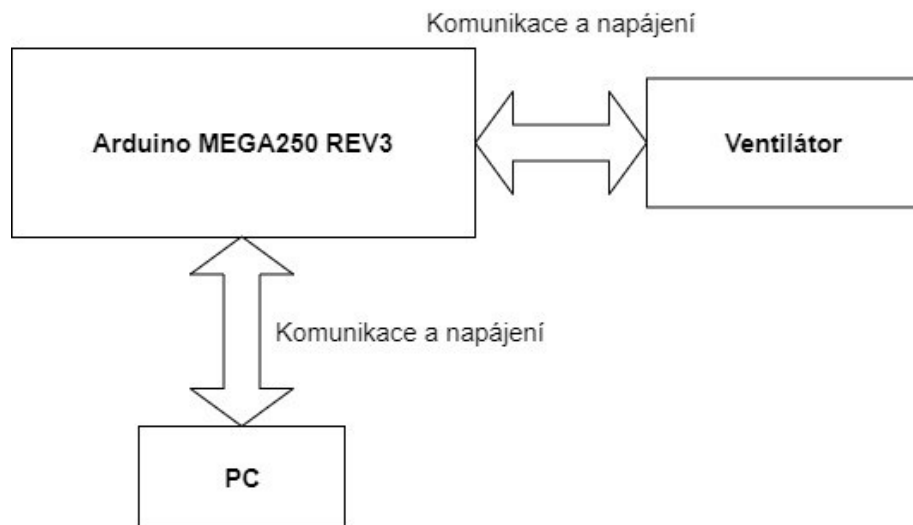 Komunikace a napájení
Arduino MEGA250 REV3
Ventilátor
Komunikace a napájení
PC